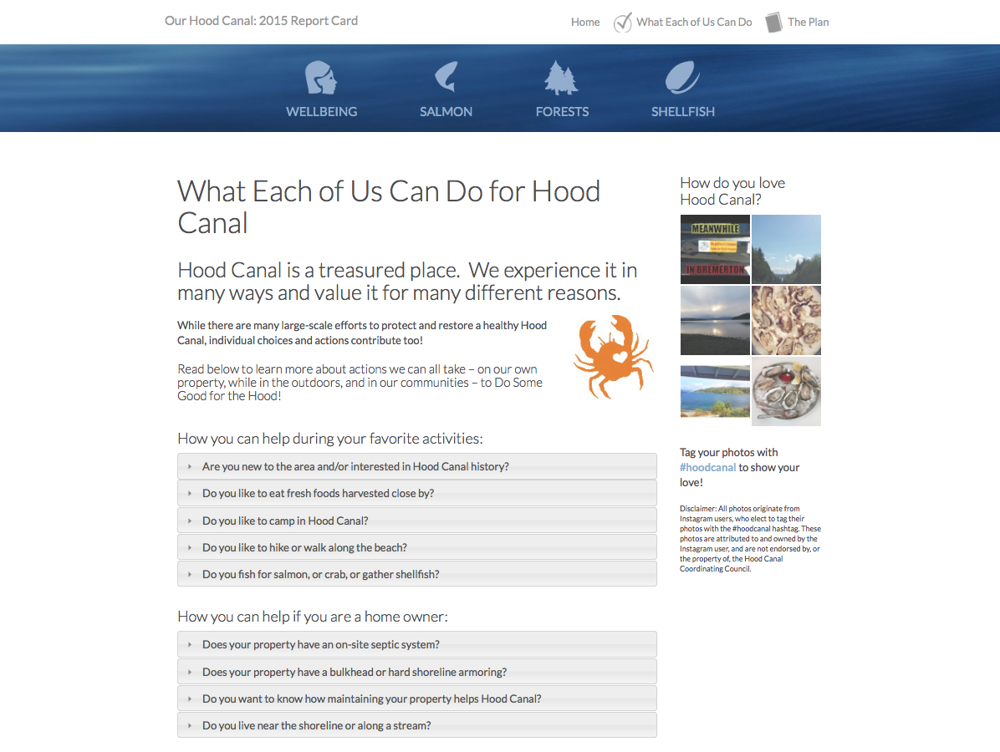 Our Hood Canal: 2015 Report Card
Home
What Each of Us Can Do
The Plan
WELLBEING
SALMON
FORESTS
SHELLFISH
What Each of Us Can Do for Hood
Canal
Hood Canal is a treasured place.  We experience it in
many ways and value it for many different reasons.
While there are many large-scale efforts to protect and restore a healthy Hood
Canal, individual choices and actions contribute too!
Read below to learn more about actions we can all take – on our own
property, while in the outdoors, and in our communities – to Do Some
Good for the Hood!
How you can help during your favorite activities:
Are you new to the area and/or interested in Hood Canal history?
Do you like to eat fresh foods harvested close by?
Do you like to camp in Hood Canal?
Do you like to hike or walk along the beach?
Do you fish for salmon, or crab, or gather shellfish?
How you can help if you are a home owner:
Does your property have an on-site septic system?
Does your property have a bulkhead or hard shoreline armoring?
Do you want to know how maintaining your property helps Hood Canal?
Do you live near the shoreline or along a stream?
How do you love
Hood Canal?
MEANWHILE
IN BREMERTON
Tag your photos with
#hoodcanal to show your
love!
Disclaimer: All photos originate from
Instagram users, who elect to tag their
photos with the #hoodcanal hashtag. These
photos are attributed to and owned by the
Instagram user, and are not endorsed by, or
the property of, the Hood Canal
Coordinating Council.